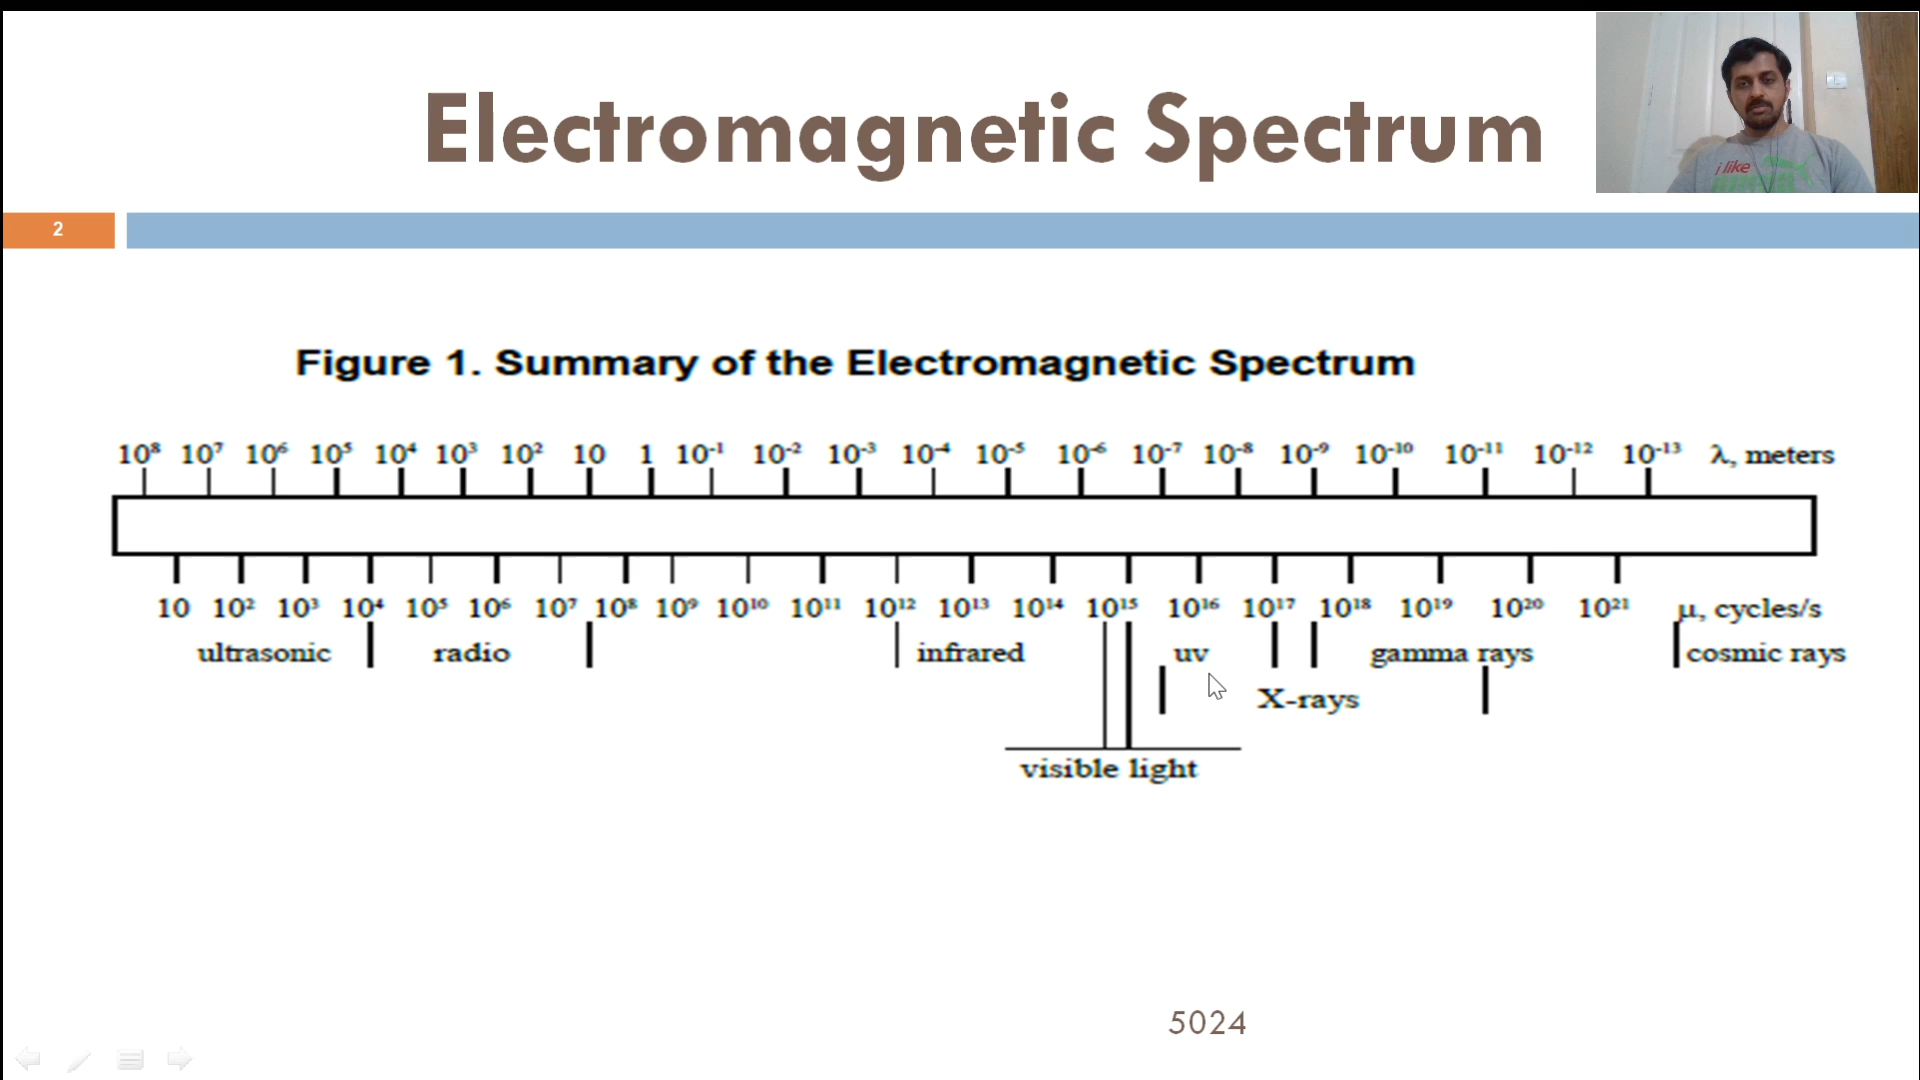 Electromagnetic Spectrum
i like
2
Figure 1. Summary of the Electromagnetic Spectrum
10⁸ 10⁷ 10⁶ 10⁵ 10⁴ 10³ 10² 10 1 10⁻¹ 10⁻² 10⁻³ 10⁻⁴ 10⁻⁵ 10⁻⁶ 10⁻⁷ 10⁻⁸ 10⁻⁹ 10⁻¹⁰ 10⁻¹¹ 10⁻¹² 10⁻¹³ λ, meters
10 10² 10³ 10⁴ 10⁵ 10⁶ 10⁷ 10⁸ 10⁹ 10¹⁰ 10¹¹ 10¹² 10¹³ 10¹⁴ 10¹⁵ 10¹⁶ 10¹⁷ 10¹⁸ 10¹⁹ 10²⁰ 10²¹ μ, cycles/s
ultrasonic radio infrared uv gamma rays cosmic rays
X-rays
visible light
5024